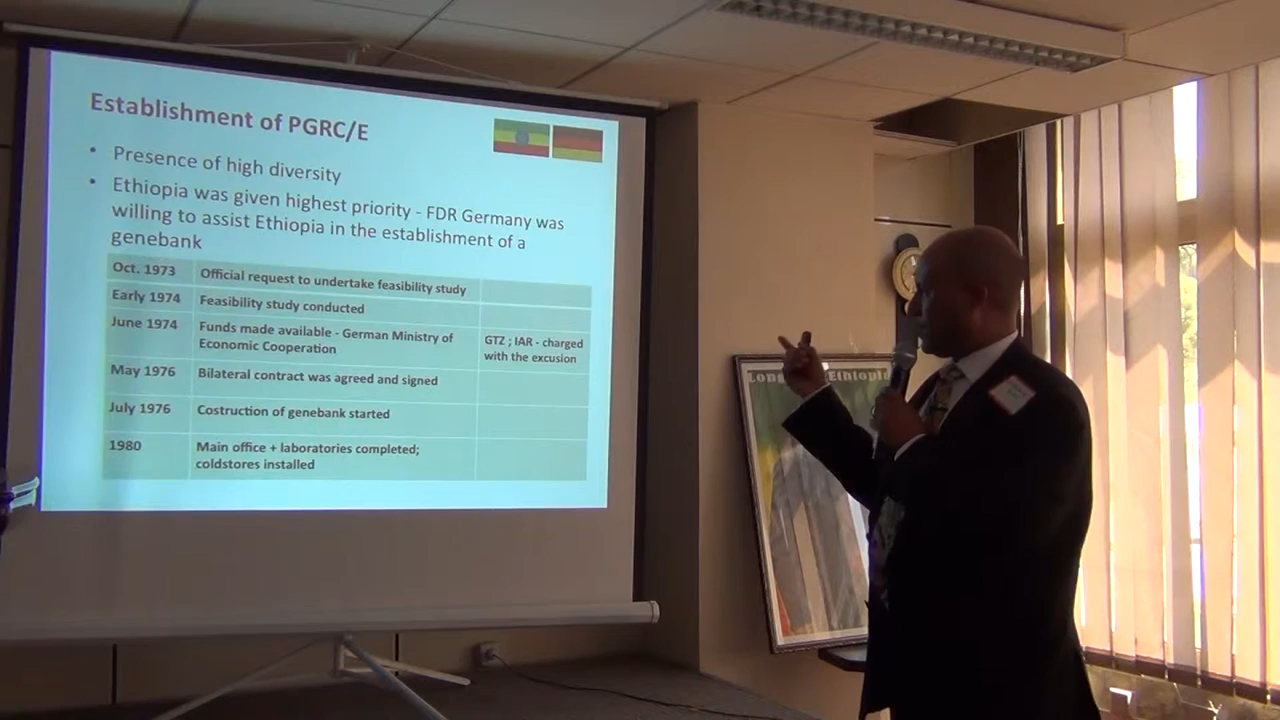 Establishment of PGRC/E
• Presence of high diversity
• Ethiopia was given highest priority - FDR Germany was
willing to assist Ethiopia in the establishment of a
genebank
Oct. 1973 Official request to undertake feasibility study
Early 1974 Feasibility study conducted
June 1974 Funds made available - German Ministry of
Economic Cooperation
GTZ ; IAR - charged
with the excusion
May 1976 Bilateral contract was agreed and signed
July 1976 Costruction of genebank started
1980 Main office + laboratories completed;
coldstores installed
Ethiopia